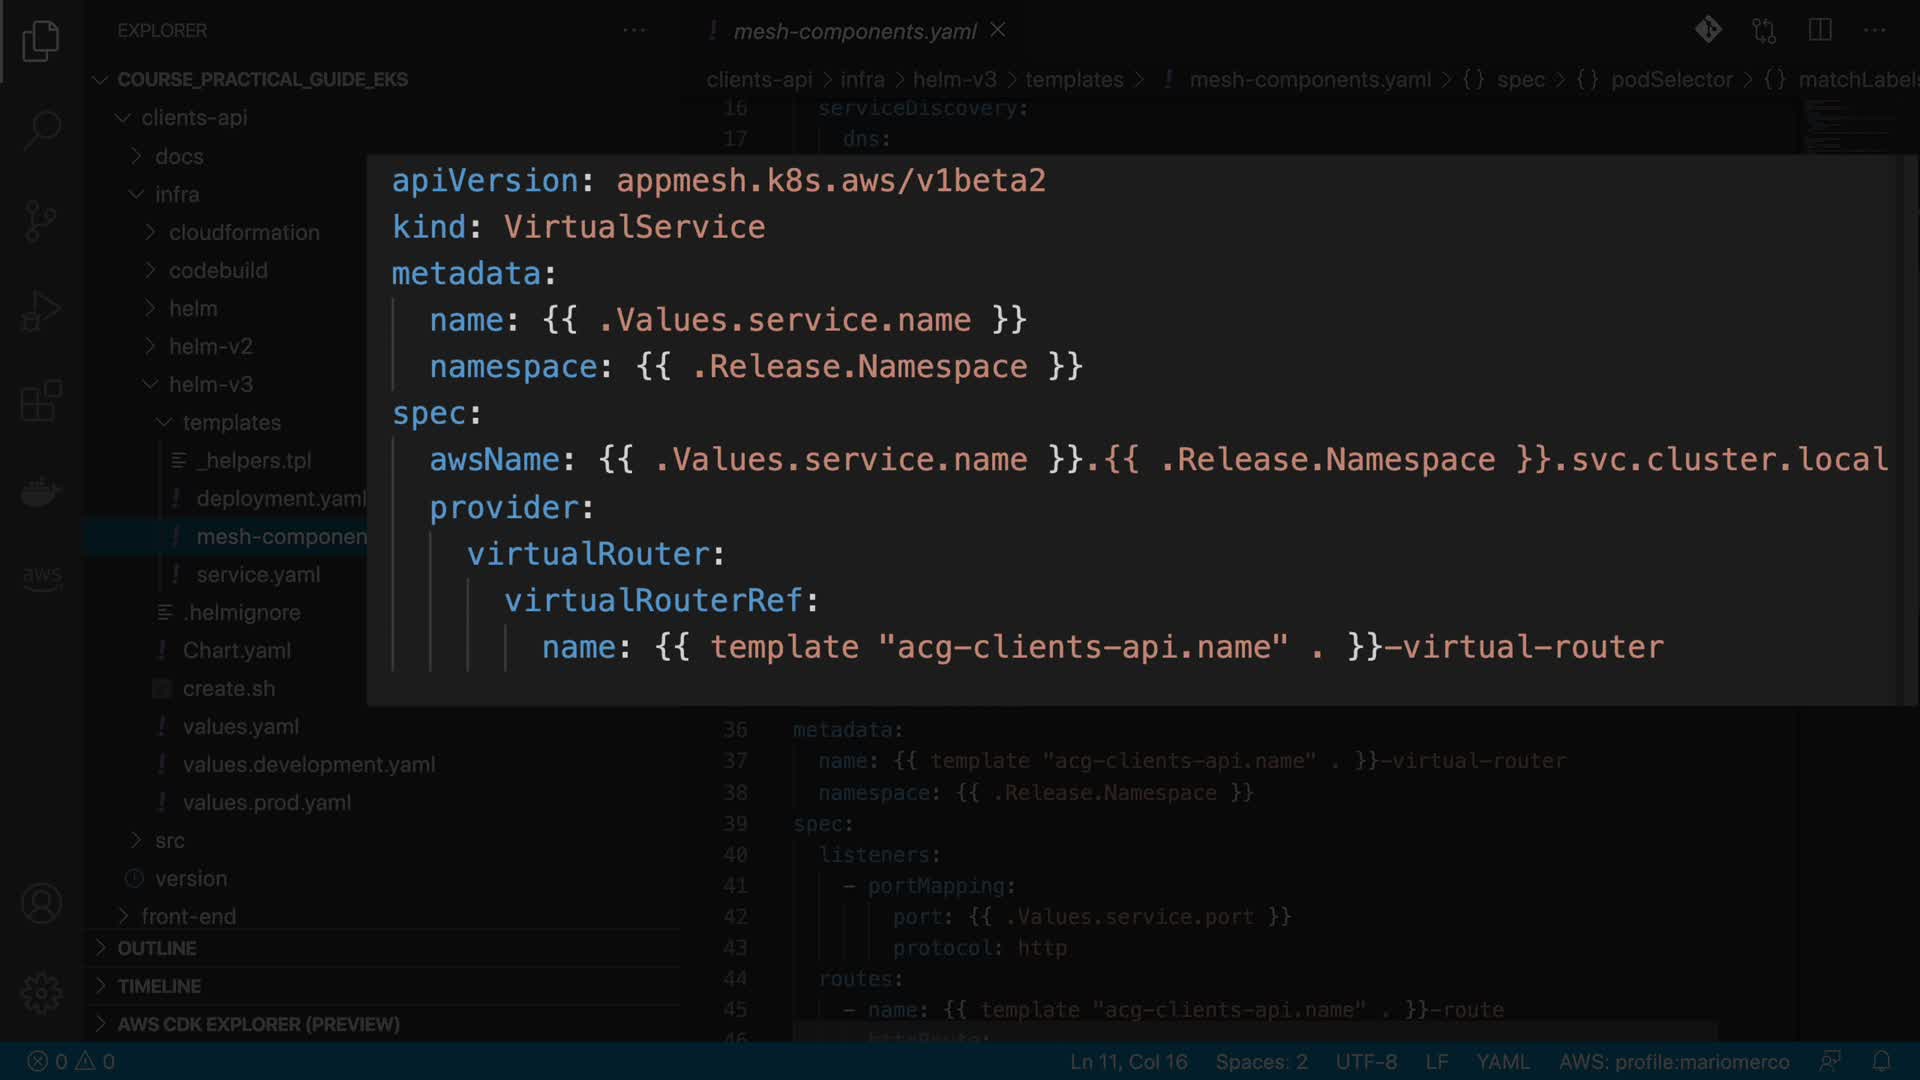 EXPLORER
mesh-components.yaml
COURSE_PRACTICAL_GUIDE_EKS
clients-api > infra > helm-v3 > templates > ! mesh-components.yaml > {} spec > {} podSelector > {} matchLabels
clients-api
docs
infra
cloudformation
codebuild
helm
helm-v2
helm-v3
templates
_helpers.tpl
deployment.yaml
mesh-componen
service.yaml
.helmignore
Chart.yaml
create.sh
values.yaml
values.development.yaml
values.prod.yaml
src
version
front-end
OUTLINE
TIMELINE
AWS CDK EXPLORER (PREVIEW)
aws
16 serviceDiscovery:
17 dns:
apiVersion: appmesh.k8s.aws/v1beta2
kind: VirtualService
metadata:
name: {{ .Values.service.name }}
namespace: {{ .Release.Namespace }}
spec:
awsName: {{ .Values.service.name }}.{{ .Release.Namespace }}.svc.cluster.local
provider:
virtualRouter:
virtualRouterRef:
name: {{ template "acg-clients-api.name" . }}-virtual-router
36 metadata:
37 name: {{ template "acg-clients-api.name" . }}-virtual-router
38 namespace: {{ .Release.Namespace }}
39 spec:
40 listeners:
41 - portMapping:
42 port: {{ .Values.service.port }}
43 protocol: http
44 routes:
45 - name: {{ template "acg-clients-api.name" . }}-route
46 httpRoute:
0 0
Ln 11, Col 16 Spaces: 2 UTF-8 LF YAML AWS: profile:mariomerco